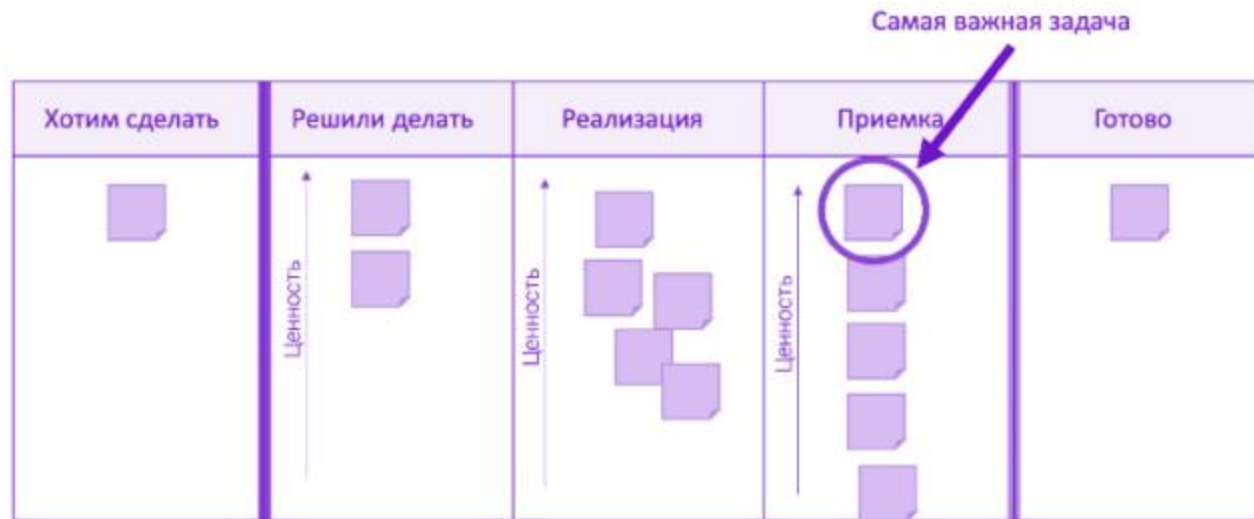 Самая важная задача
Хотим сделать
Решили делать
Реализация
Приемка
Готово
Ценность
Ценность
Ценность